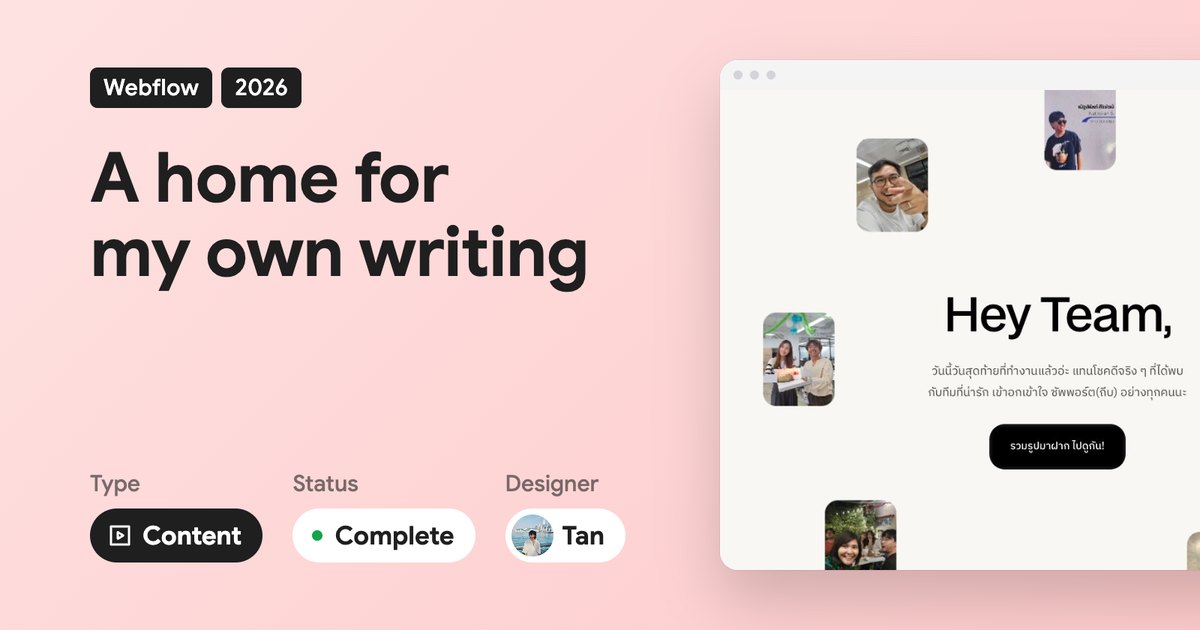 Webflow
2026
A home for
my own writing
Type
Status
Designer
Content
Complete
Tan
Hey Team,
วันนี้วันสุดท้ายที่ทำงานแล้วอ่ะ แทนโชคดีจริง ๆ ที่ได้พบ
กับทีมที่น่ารัก เข้าอกเข้าใจ ซัพพอร์ต(ถีบ) อย่างทุกคนนะ
รวมรูปมาฝาก ไปดูกัน!